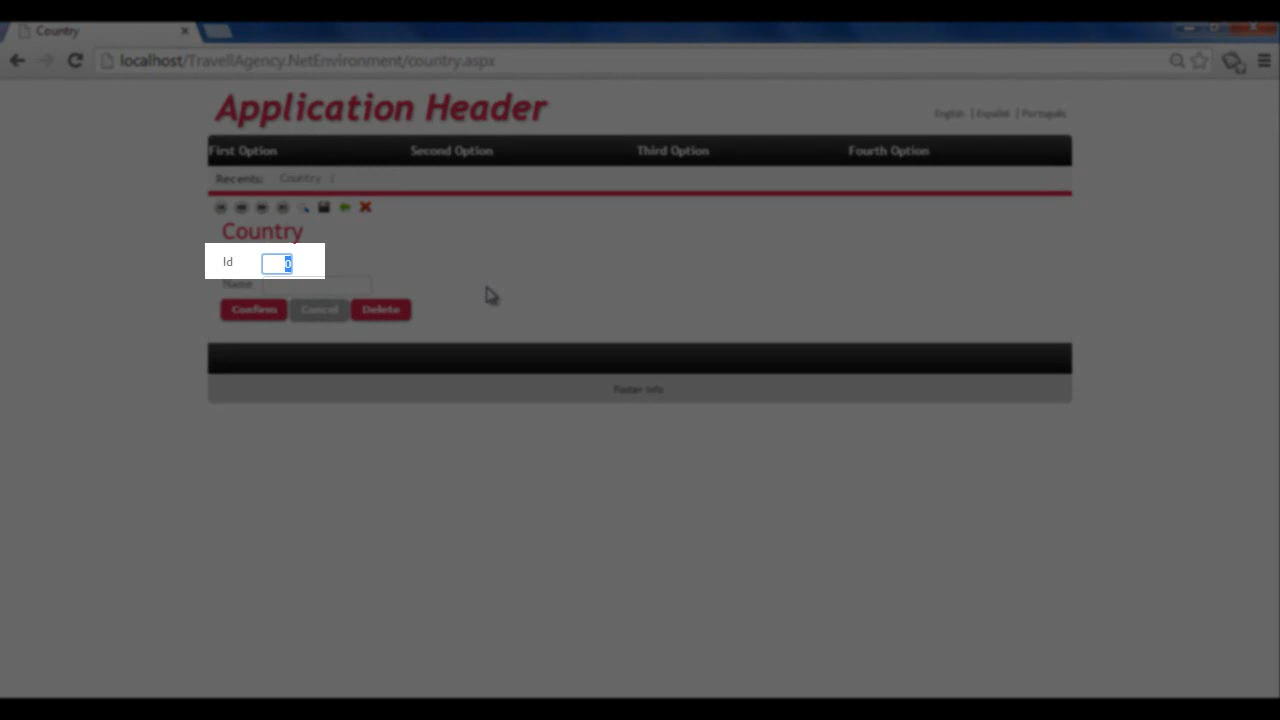 Country
localhost/TravellAgency.NetEnvironment/country.aspx
Application Header
English | Español | Português
First Option Second Option Third Option Fourth Option
Recents: Country :
Country
Id 0
Name
Confirm Cancel Delete
Footer Info